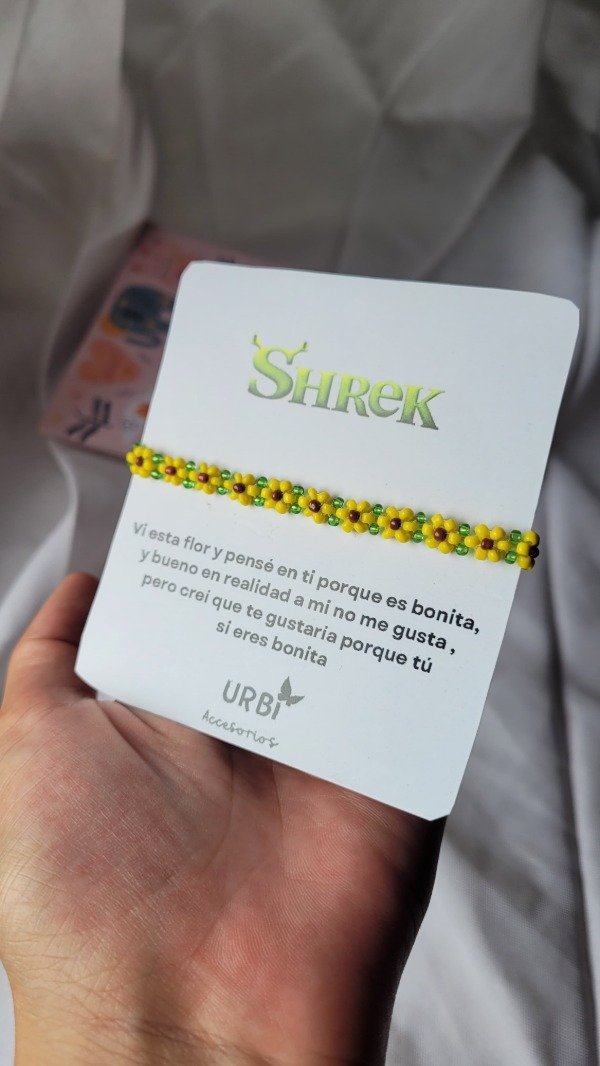 SHREK
Vi esta flor y pensé en ti porque es bonita,
y bueno en realidad a mi no me gusta ,
pero crei que te gustaria porque tú
si eres bonita
URBi
Accesorios